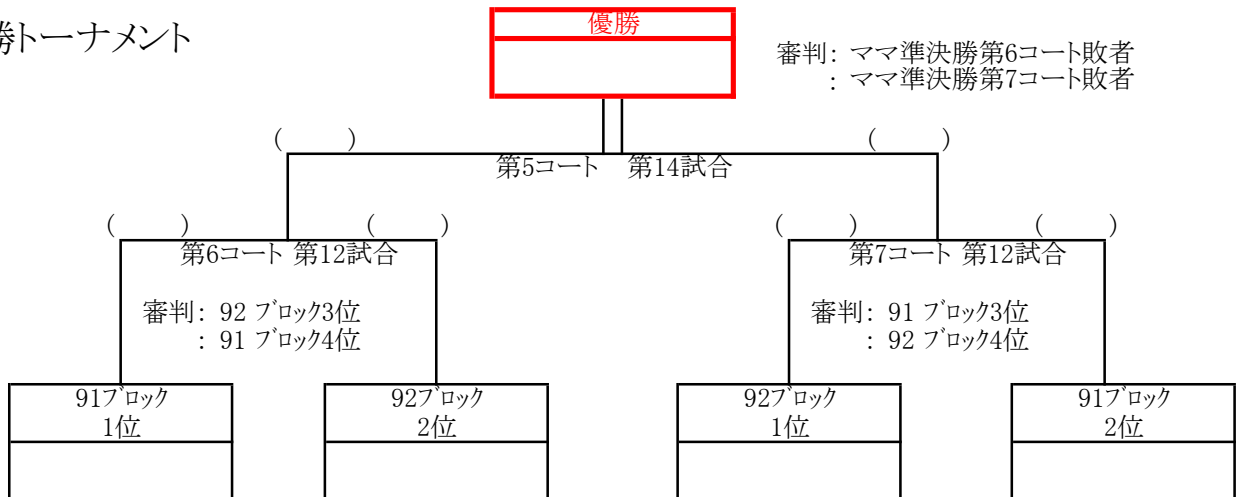 勝トーナメント
優勝
審判: ママ準決勝第6コート敗者
: ママ準決勝第7コート敗者
( ) ( )
第5コート 第14試合
( ) ( ) ( ) ( )
第6コート 第12試合 第7コート 第12試合
審判: 92 ブロック3位 審判: 91 ブロック3位
: 91 ブロック4位 : 92 ブロック4位
91ブロック 92ブロック 92ブロック 91ブロック
1位 2位 1位 2位